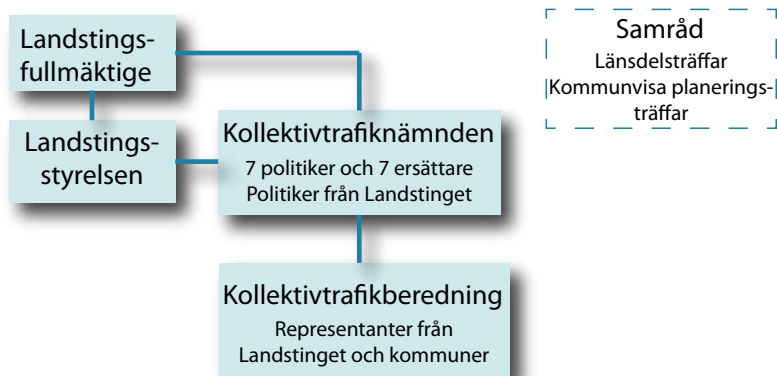 Landstings-
fullmäktige
Landstings-
styrelsen
Kollektivtrafiknämnden
7 politiker och 7 ersättare
Politiker från Landstinget
Kollektivtrafikberedning
Representanter från
Landstinget och kommuner
Samråd
Länsdelsträffar
Kommunvisa planerings-
träffar